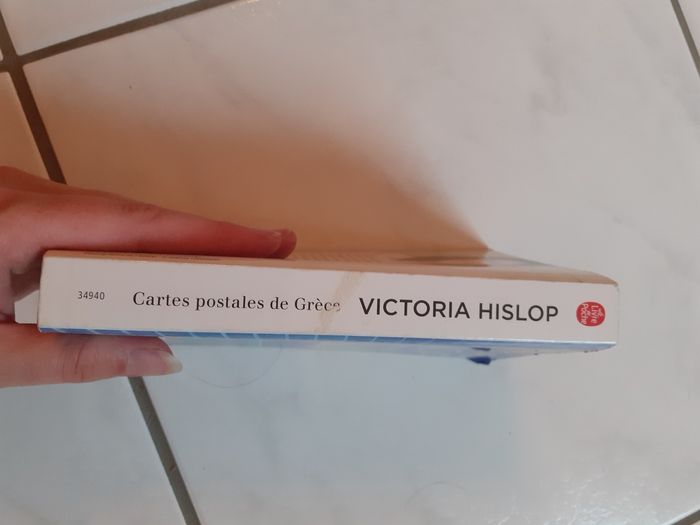 34940 Cartes postales de Grèce VICTORIA HISLOP Le Livre de Poche